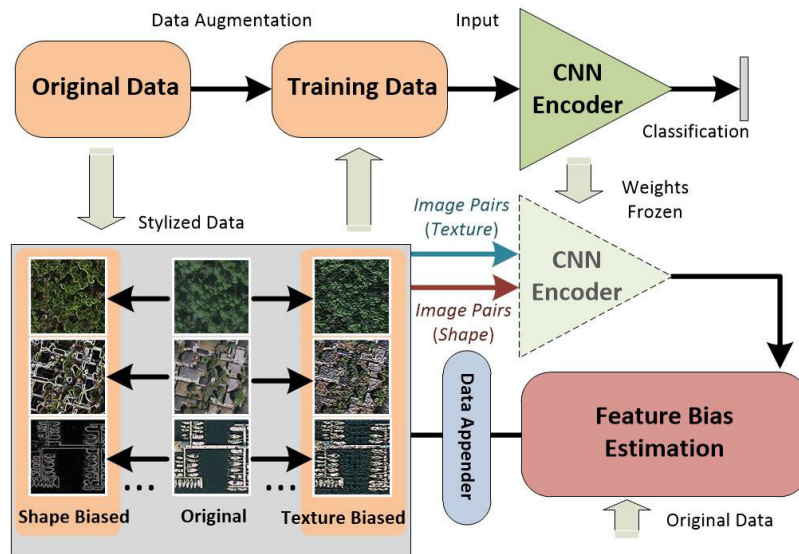 Data Augmentation
Input
Original Data
Training Data
CNN
Encoder
Classification
Stylized Data
Weights
Frozen
Image Pairs
(Texture)
CNN
Encoder
Image Pairs
(Shape)
Data Appender
Feature Bias
Estimation
... ...
Shape Biased
Original
Texture Biased
Original Data